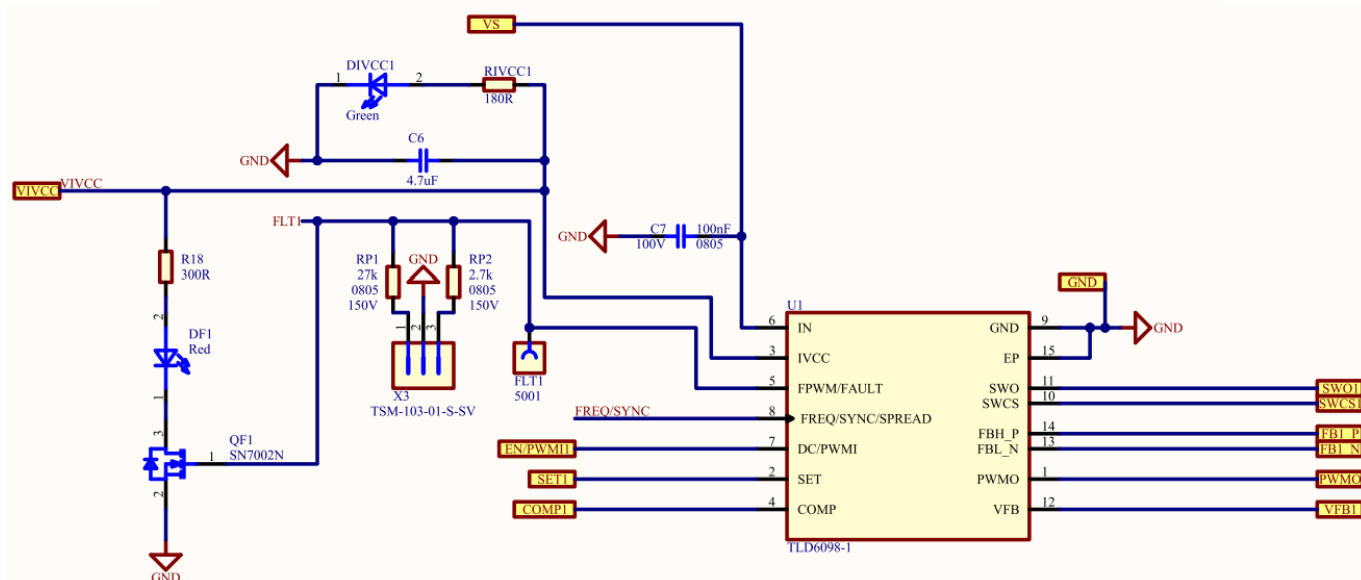 VS
DIVCC1
1
2
RIVCC1
180R
Green
C6
GND
4.7uF
VIVCC
VIVCC
FLT1
R18
300R
RP1
27k
0805
150V
GND
RP2
2.7k
0805
150V
1
2
3
X3
TSM-103-01-S-SV
FLT1
5001
GND
C7
100V
100nF
0805
2
DF1
Red
1
3
QF1
SN7002N
1
2
GND
FREQ/SYNC
EN/PWMI1
SET1
COMP1
U1
6 IN
3 IVCC
5 FPWM/FAULT
8 FREQ/SYNC/SPREAD
7 DC/PWMI
2 SET
4 COMP
GND 9
EP 15
SWO 11
SWCS 10
FBH_P 14
FBL_N 13
PWMO 1
VFB 12
TLD6098-1
GND
GND
SWO1
SWCS1
FB1_P
FB1_N
PWMO
VFB1